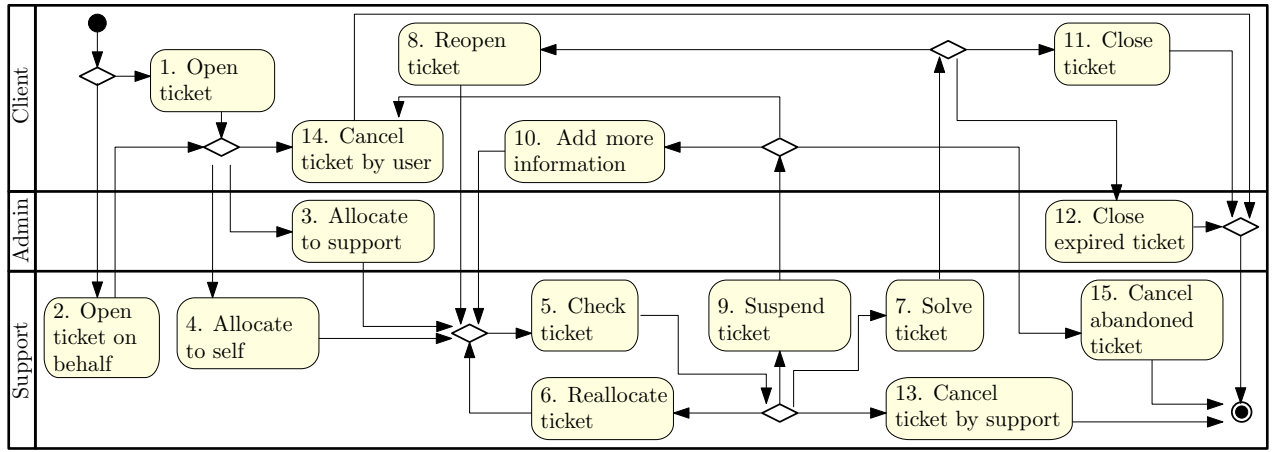 Client
8. Reopen
ticket
11. Close
ticket
1. Open
ticket
14. Cancel
ticket by user
10. Add more
information
Admin
3. Allocate
to support
12. Close
expired ticket
Support
2. Open
ticket on
behalf
4. Allocate
to self
5. Check
ticket
9. Suspend
ticket
7. Solve
ticket
15. Cancel
abandoned
ticket
6. Reallocate
ticket
13. Cancel
ticket by support